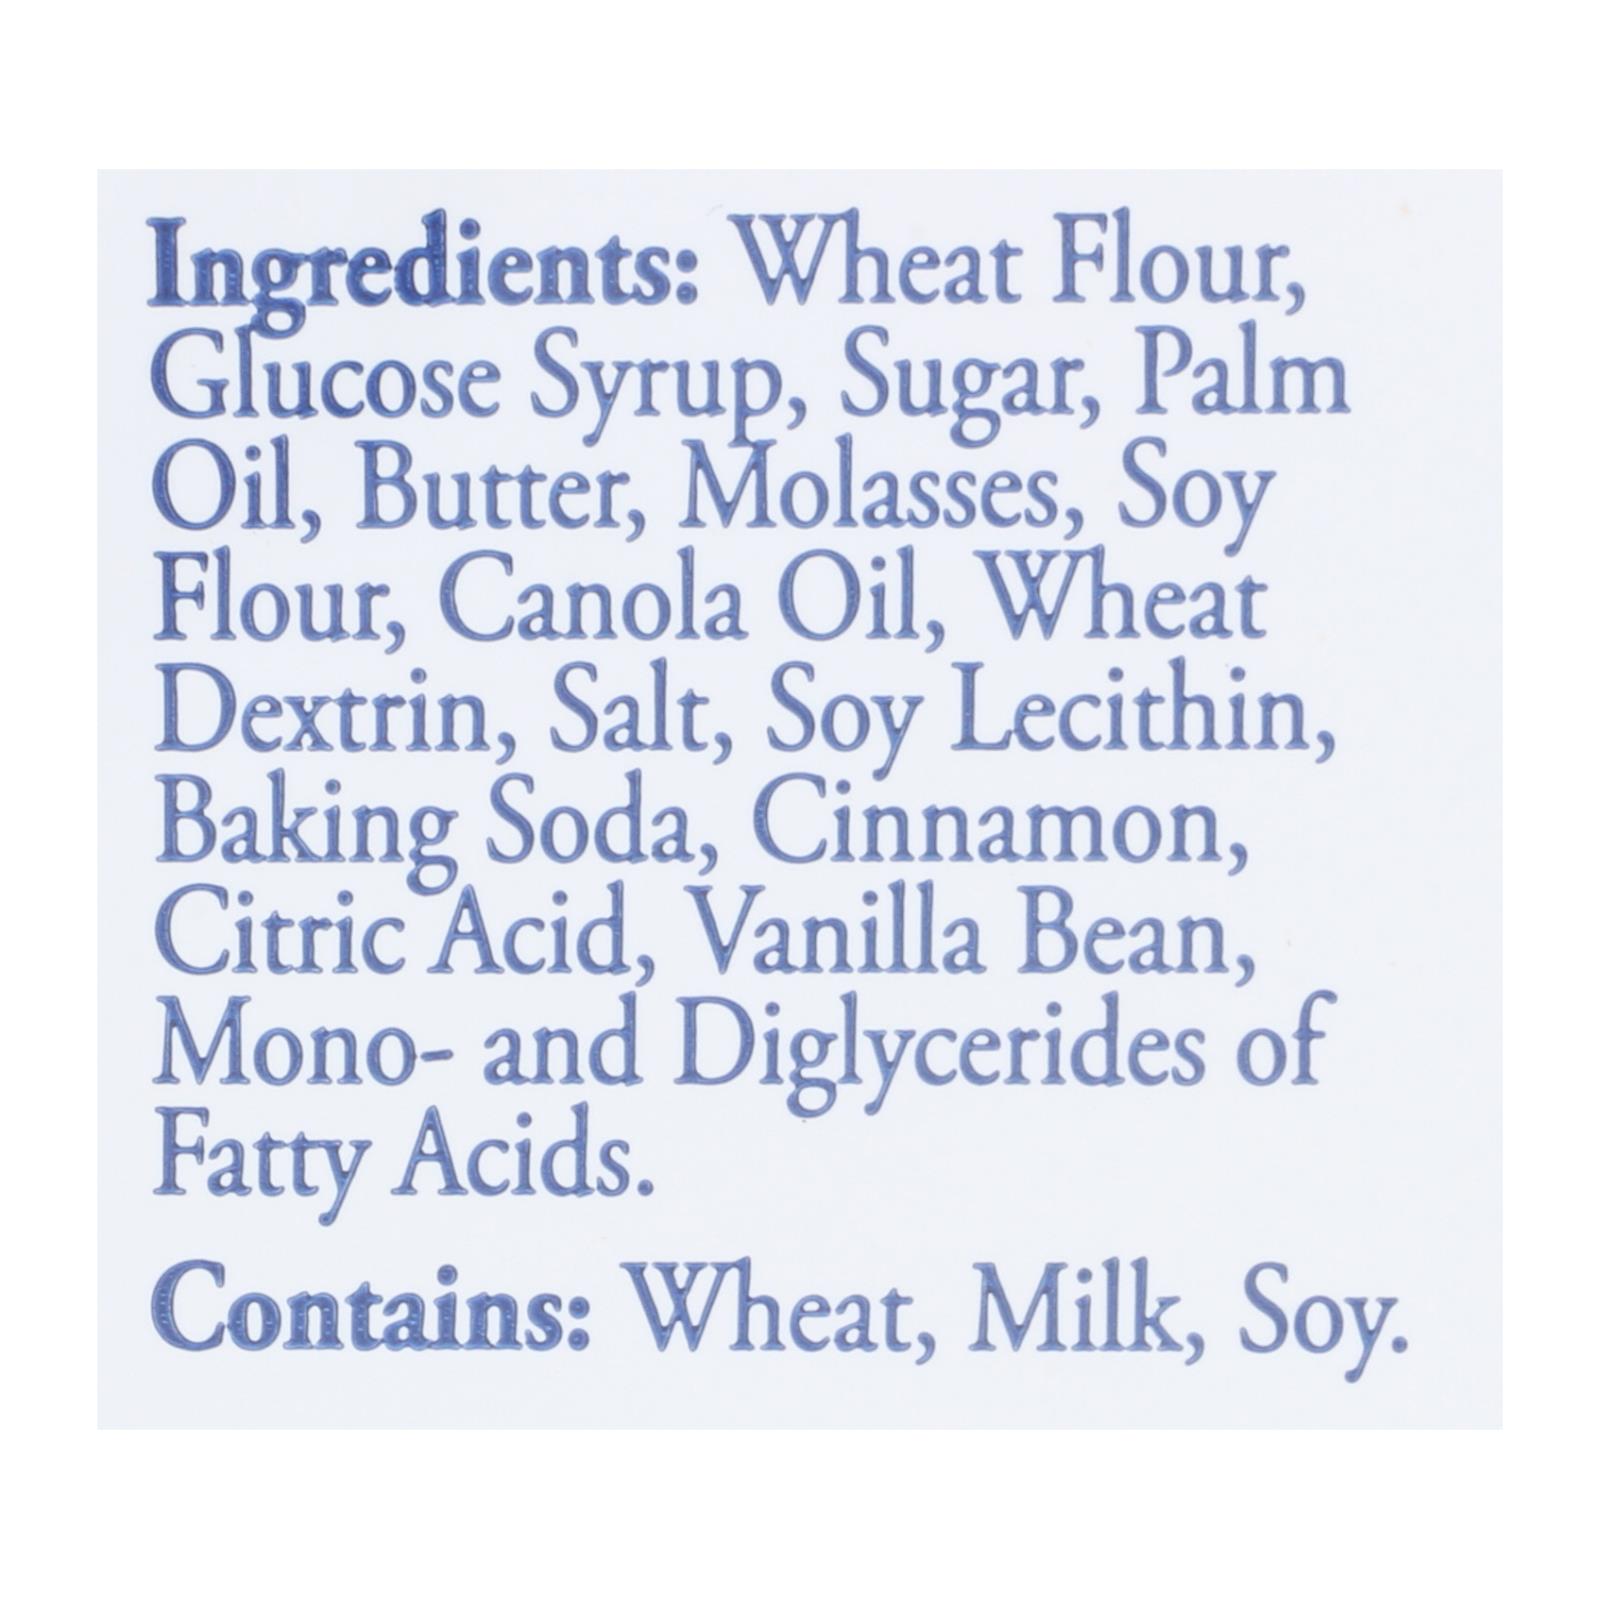 Ingredients: Wheat Flour,
Glucose Syrup, Sugar, Palm
Oil, Butter, Molasses, Soy
Flour, Canola Oil, Wheat
Dextrin, Salt, Soy Lecithin,
Baking Soda, Cinnamon,
Citric Acid, Vanilla Bean,
Mono- and Diglycerides of
Fatty Acids.
Contains: Wheat, Milk, Soy.